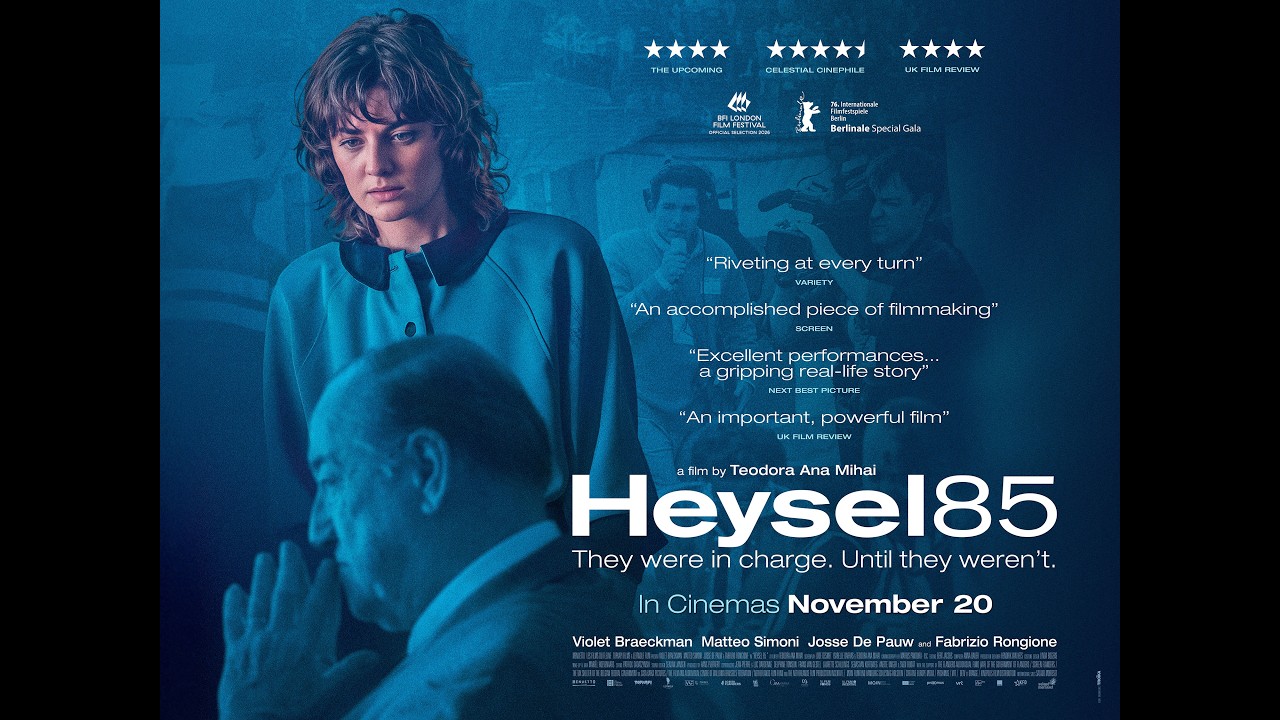 THE UPCOMING
CELESTIAL CINEPHILE
UK FILM REVIEW
BFI LONDON
FILM FESTIVAL
OFFICIAL SELECTION 2026
76. Internationale
Filmfestspiele
Berlin
Berlinale Special Gala
“Riveting at every turn”
VARIETY
“An accomplished piece of filmmaking”
SCREEN
“Excellent performances...
a gripping real-life story”
NEXT BEST PICTURE
“An important, powerful film”
UK FILM REVIEW
a film by Teodora Ana Mihai
Heysel85
They were in charge. Until they weren’t.
In Cinemas November 20
Violet Braeckman Matteo Simoni Josse De Pauw and Fabrizio Rongione